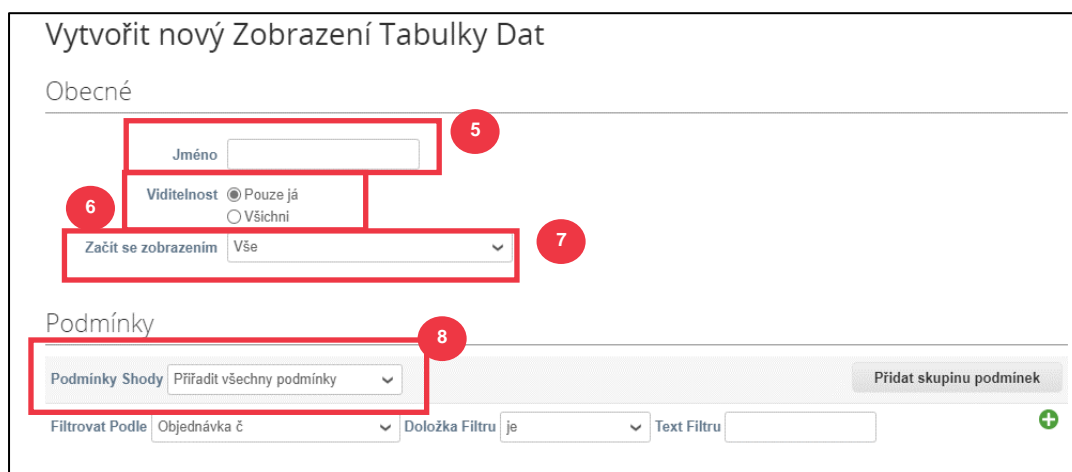 Vytvořit nový Zobrazení Tabulky Dat
Obecné
5
Jméno
Viditelnost Pouze já
6
Všichni
Začít se zobrazením Vše
7
Podmínky
8
Podmínky Shody Přiřadit všechny podmínky Přidat skupinu podmínek
Filtrovat Podle Objednávka č Doložka Filtru je Text Filtru